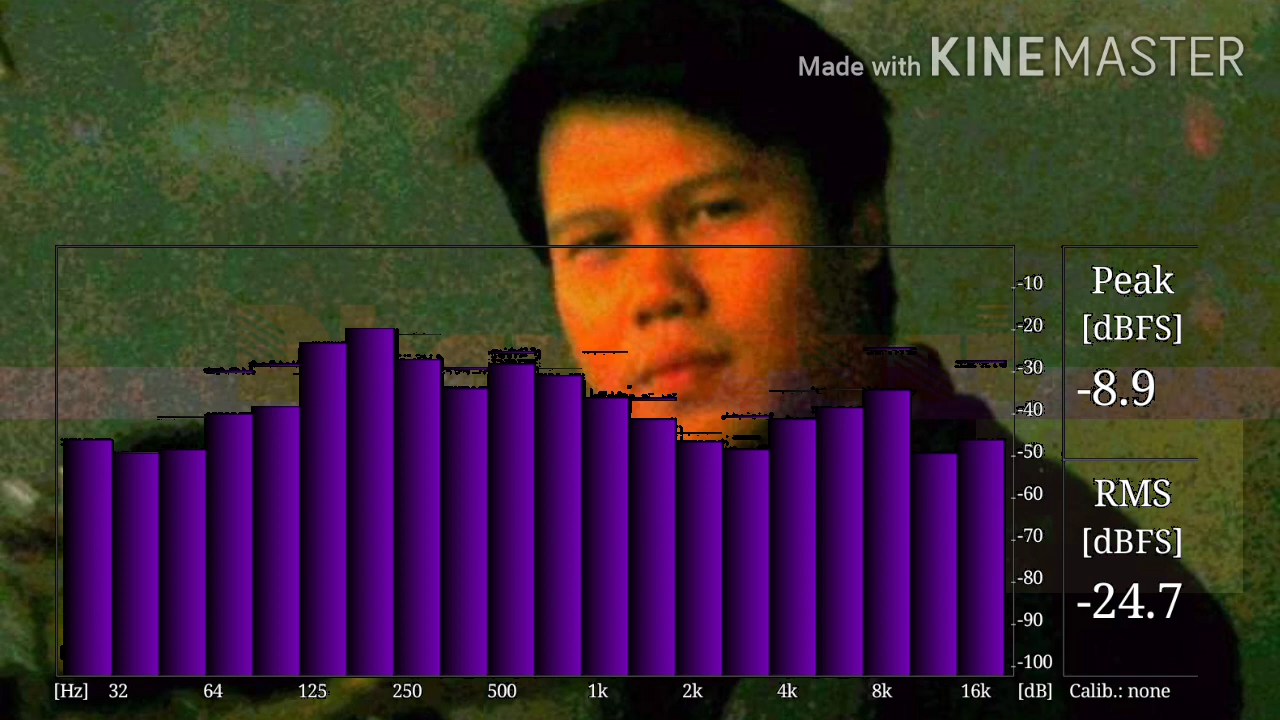 Made with KINEMASTER
Peak
[dBFS]
-8.9
RMS
[dBFS]
-24.7
-10
-20
-30
-40
-50
-60
-70
-80
-90
-100
[Hz] 32 64 125 250 500 1k 2k 4k 8k 16k [dB] Calib.: none